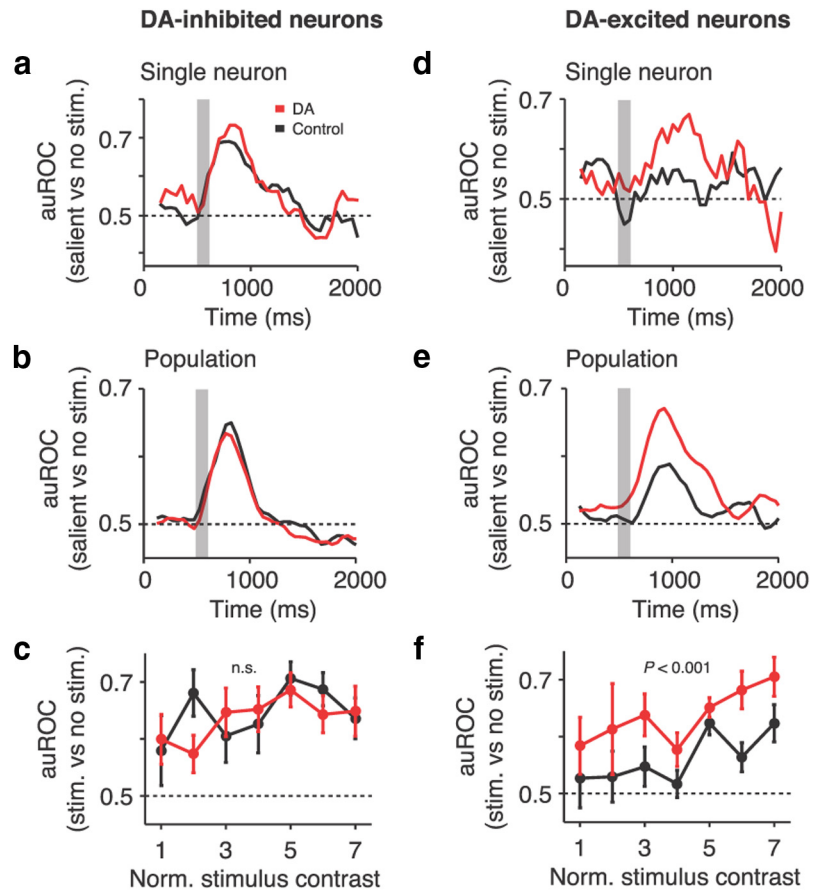 DA-inhibited neurons
a
Single neuron
auROC
(salient vs no stim.)
0.7
0.5
DA
Control
0
1000
2000
Time (ms)
b
Population
auROC
(salient vs no stim.)
0.7
0.5
0
1000
2000
Time (ms)
c
auROC
(stim. vs no stim.)
0.7
0.5
n.s.
1
3
5
7
Norm. stimulus contrast
DA-excited neurons
d
Single neuron
auROC
(salient vs no stim.)
0.7
0.5
0
1000
2000
Time (ms)
e
Population
auROC
(salient vs no stim.)
0.7
0.5
0
1000
2000
Time (ms)
f
auROC
(stim. vs no stim.)
0.7
0.5
P < 0.001
1
3
5
7
Norm. stimulus contrast